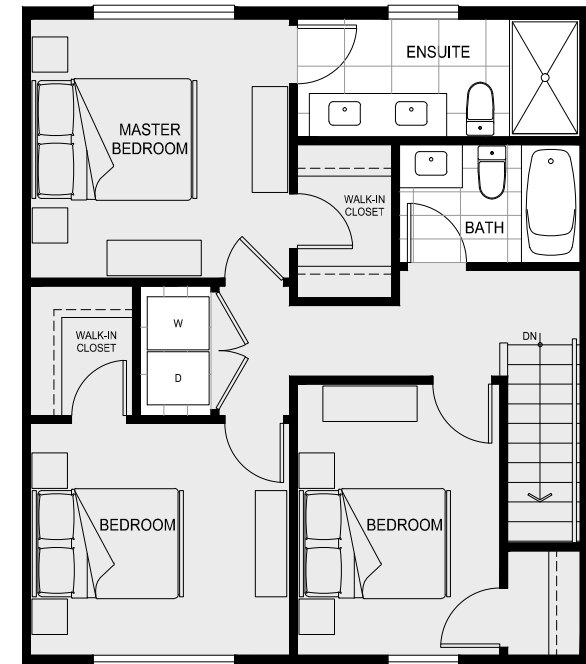 ENSUITE
MASTER
BEDROOM
WALK-IN
CLOSET
BATH
WALK-IN
CLOSET
W
D
DN
BEDROOM
BEDROOM